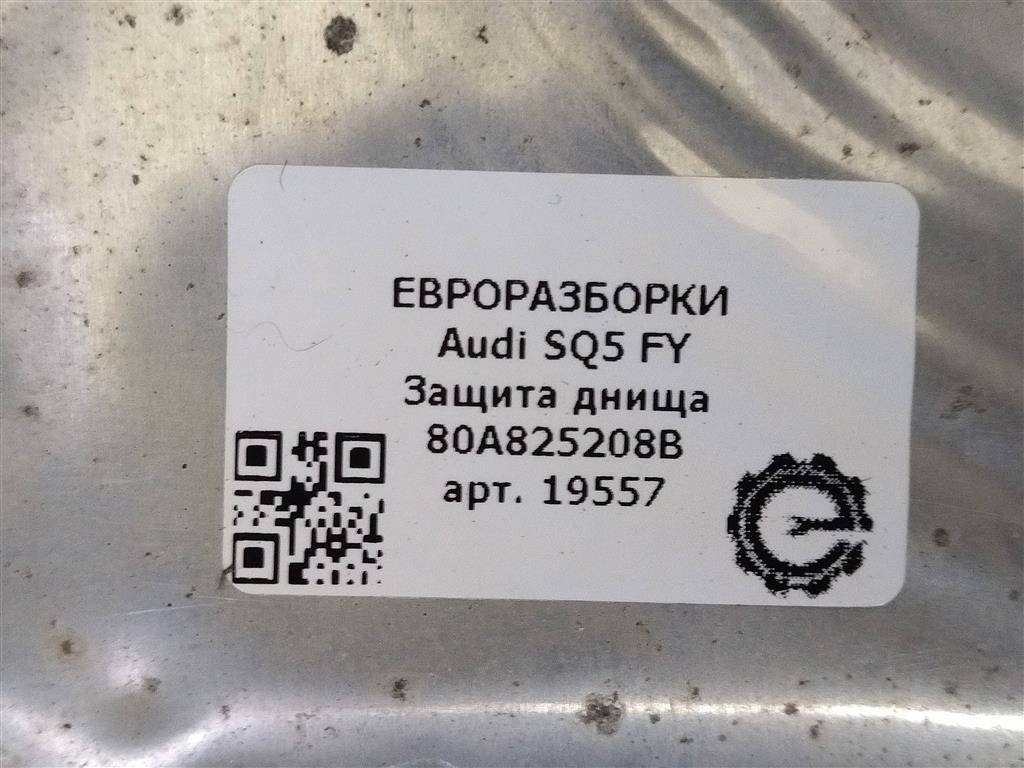 ЕВРОРАЗБОРКИ
Audi SQ5 FY
Защита днища
80A825208B
арт. 19557